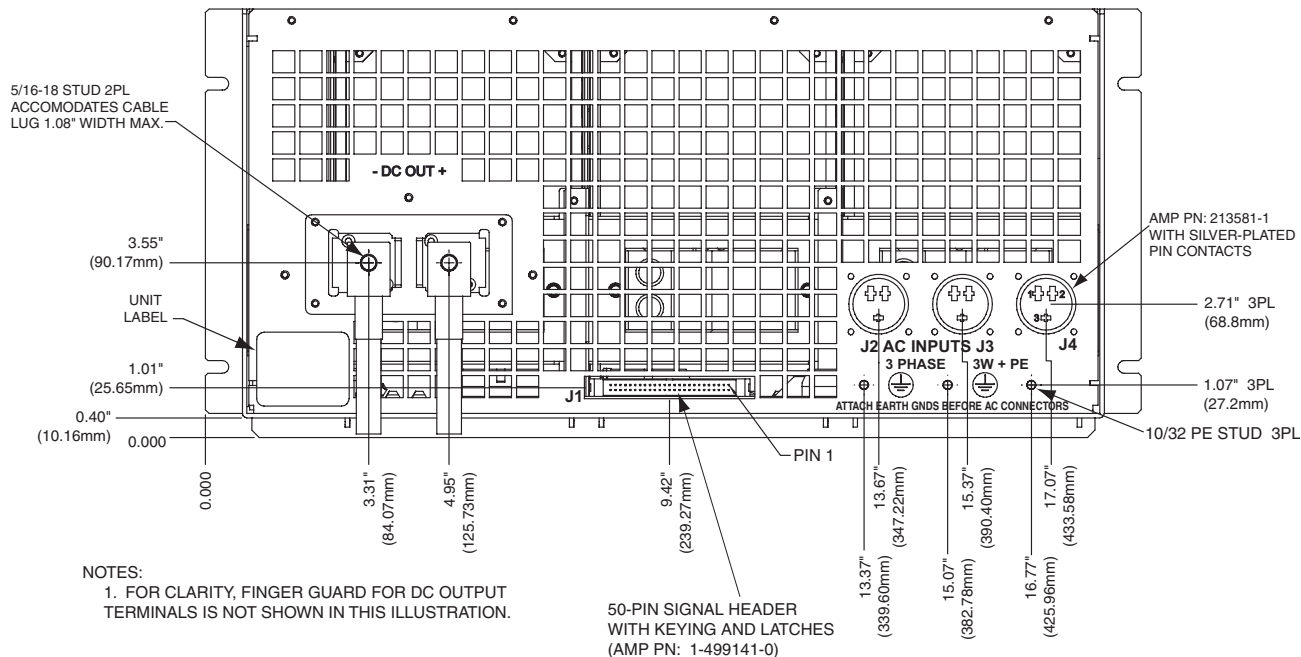 5/16-18 STUD 2PL
ACCOMODATES CABLE
LUG 1.08" WIDTH MAX.
- DC OUT +
3.55"
(90.17mm)
UNIT
LABEL
1.01"
(25.65mm)
0.40"
(10.16mm)
0.000
0.000
3.31"
(84.07mm)
4.95"
(125.73mm)
9.42"
(239.27mm)
J1
PIN 1
AMP PN: 213581-1
WITH SILVER-PLATED
PIN CONTACTS
1
2
3
2.71" 3PL
(68.8mm)
J2 AC INPUTS J3
J4
3 PHASE
3W + PE
1.07" 3PL
(27.2mm)
ATTACH EARTH GNDS BEFORE AC CONNECTORS
10/32 PE STUD 3PL
13.67"
(347.22mm)
15.37"
(390.40mm)
17.07"
(433.58mm)
13.37"
(339.60mm)
15.07"
(382.78mm)
16.77"
(425.96mm)
NOTES:
1. FOR CLARITY, FINGER GUARD FOR DC OUTPUT
TERMINALS IS NOT SHOWN IN THIS ILLUSTRATION.
50-PIN SIGNAL HEADER
WITH KEYING AND LATCHES
(AMP PN: 1-499141-0)